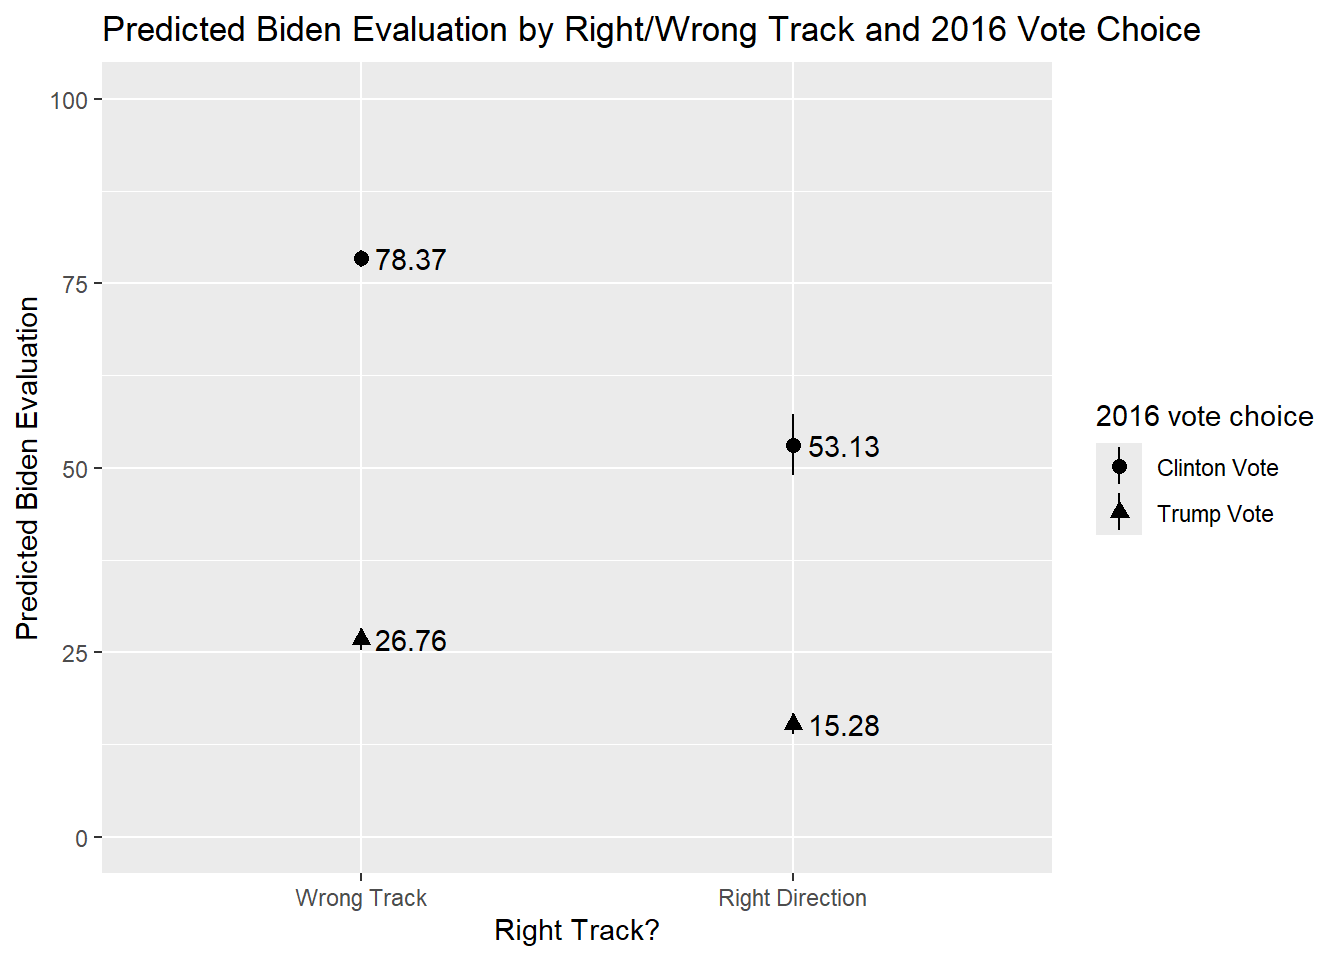 Predicted Biden Evaluation by Right/Wrong Track and 2016 Vote Choice
Predicted Biden Evaluation
100
75
50
25
0
78.37
53.13
26.76
15.28
Wrong Track
Right Direction
Right Track?
2016 vote choice
Clinton Vote
Trump Vote